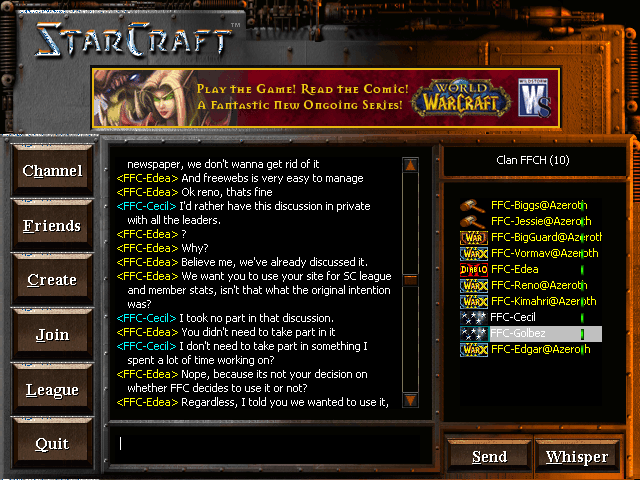 StarCraft™
Play the Game! Read the Comic!
A Fantastic New Ongoing Series!
World
WarCraft
WILDSTORM
Channel
Friends
Create
Join
League
Quit
newspaper, we don't wanna get rid of it
<FFC-Edea> And freewebs is very easy to manage
<FFC-Edea> Ok reno, thats fine
<FFC-Cecil> I'd rather have this discussion in private
with all the leaders.
<FFC-Edea> ?
<FFC-Edea> Why?
<FFC-Edea> Believe me, we've already discussed it.
<FFC-Edea> We want you to use your site for SC league
and member stats, isn't that what the original intention
was?
<FFC-Cecil> I took no part in that discussion.
<FFC-Edea> You didn't need to take part in it
<FFC-Cecil> I don't need to take part in something I
spent a lot of time working on?
<FFC-Edea> Nope, because its not your decision on
whether FFC decides to use it or not?
<FFC-Edea> Regardless, I told you we wanted to use it,
Clan FFCH (10)
FFC-Biggs@Azeroth
FFC-Jessie@Azeroth
WAR FFC-BigGuard@Azeroth
WARX FFC-Vormav@Azeroth
DIABLO FFC-Edea
WARX FFC-Reno@Azeroth
WARX FFC-Kimahri@Azeroth
FFC-Cecil
FFC-Golbez
WARX FFC-Edgar@Azeroth
Send
Whisper